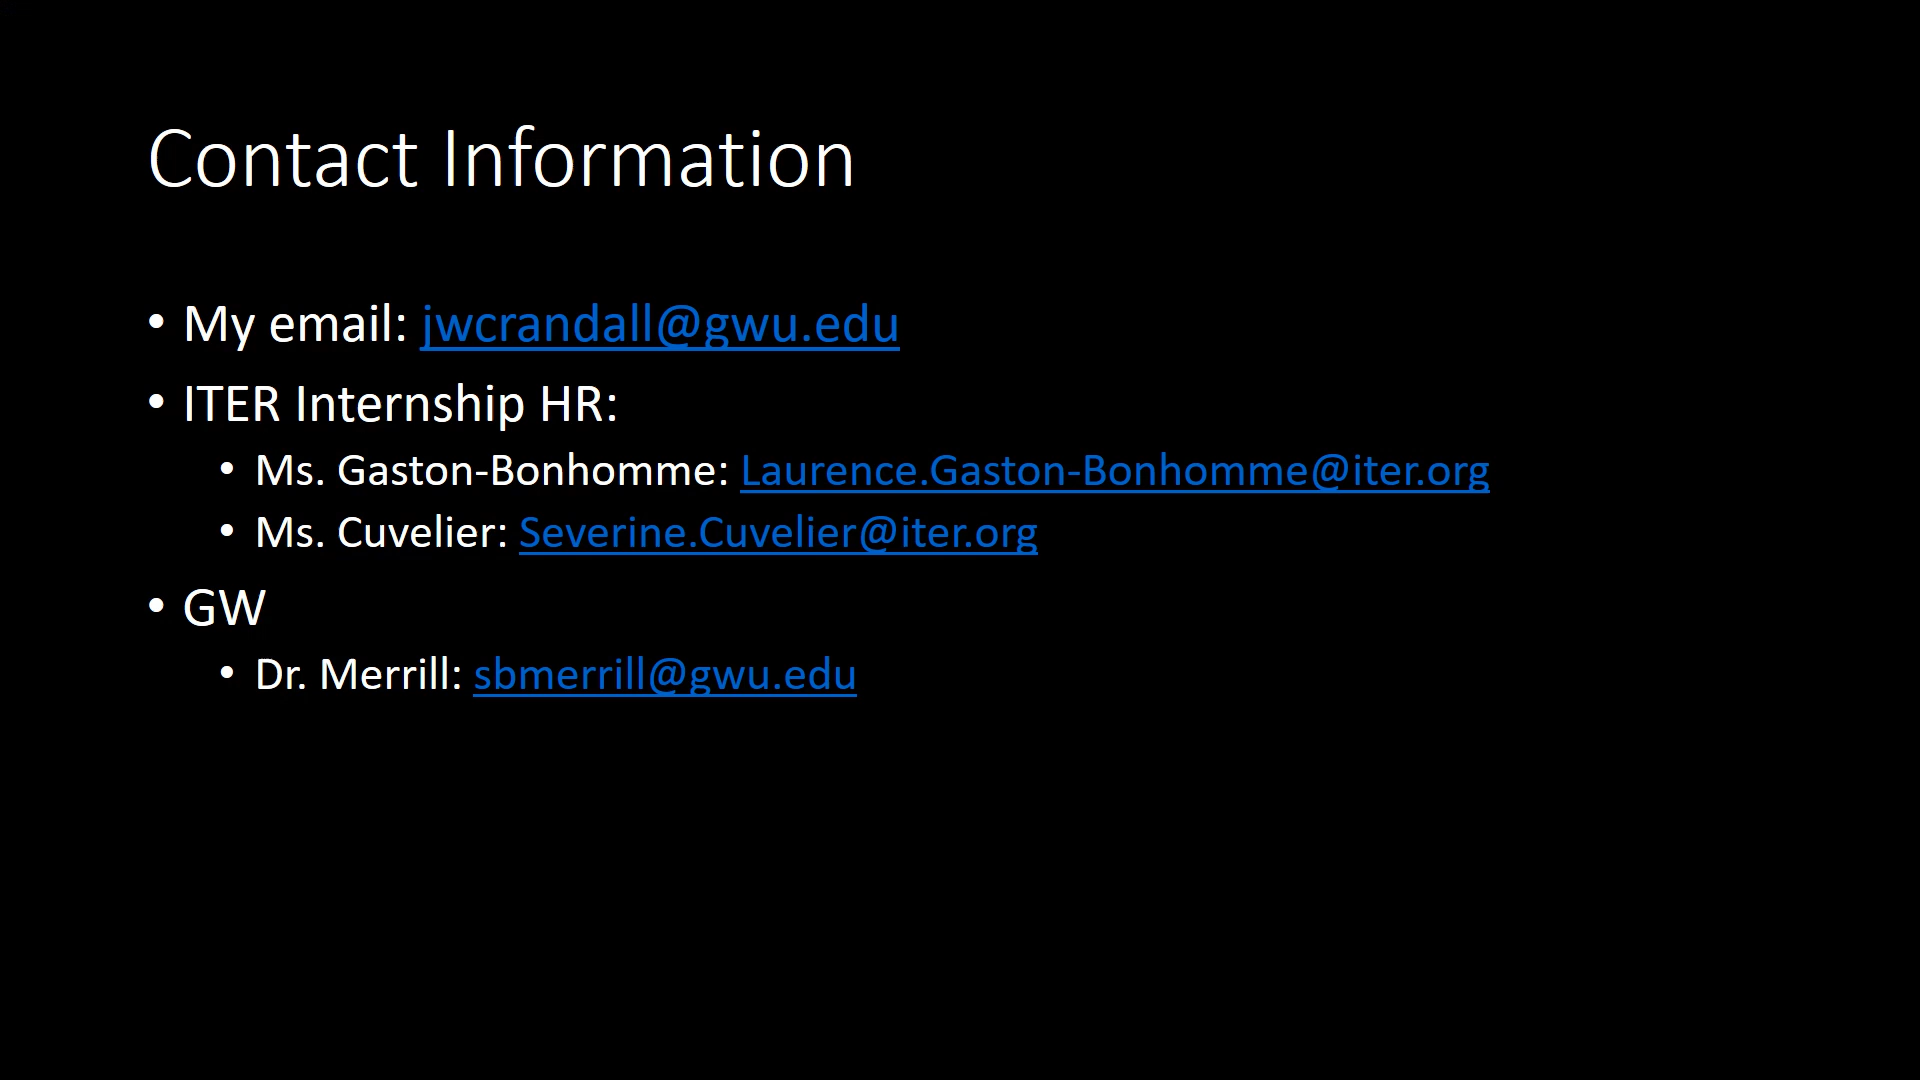 Contact Information
• My email: jwcrandall@gwu.edu
• ITER Internship HR:
• Ms. Gaston-Bonhomme: Laurence.Gaston-Bonhomme@iter.org
• Ms. Cuvelier: Severine.Cuvelier@iter.org
• GW
• Dr. Merrill: sbmerrill@gwu.edu